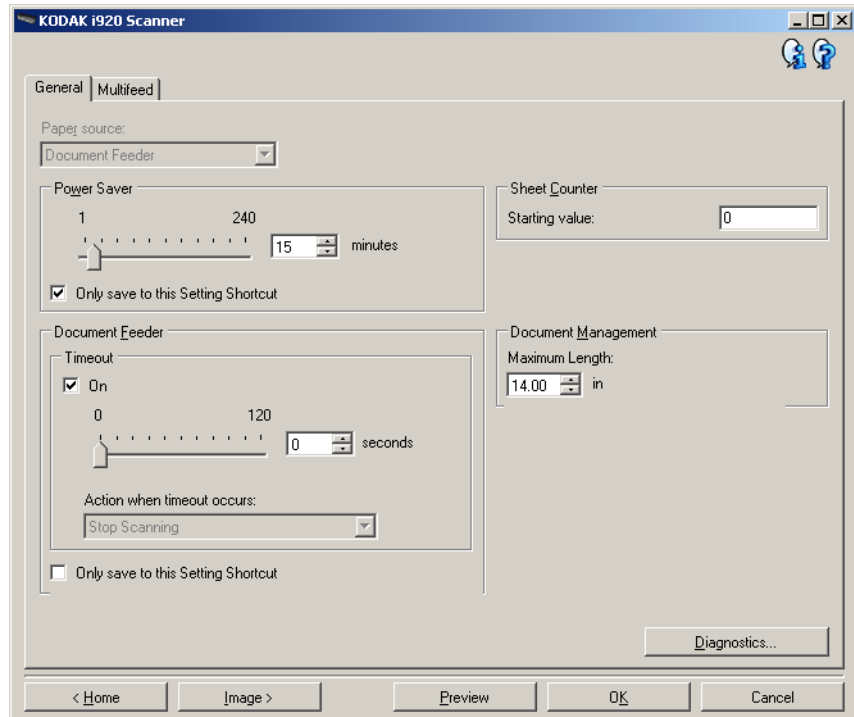 KODAK i920 Scanner
General Multifeed
Paper source:
Document Feeder
Power Saver
1 240
15 minutes
Only save to this Setting Shortcut
Sheet Counter
Starting value: 0
Document Feeder
Timeout
On
0 120
0 seconds
Action when timeout occurs:
Stop Scanning
Only save to this Setting Shortcut
Document Management
Maximum Length:
14.00 in
Diagnostics...
< Home Image > Preview OK Cancel